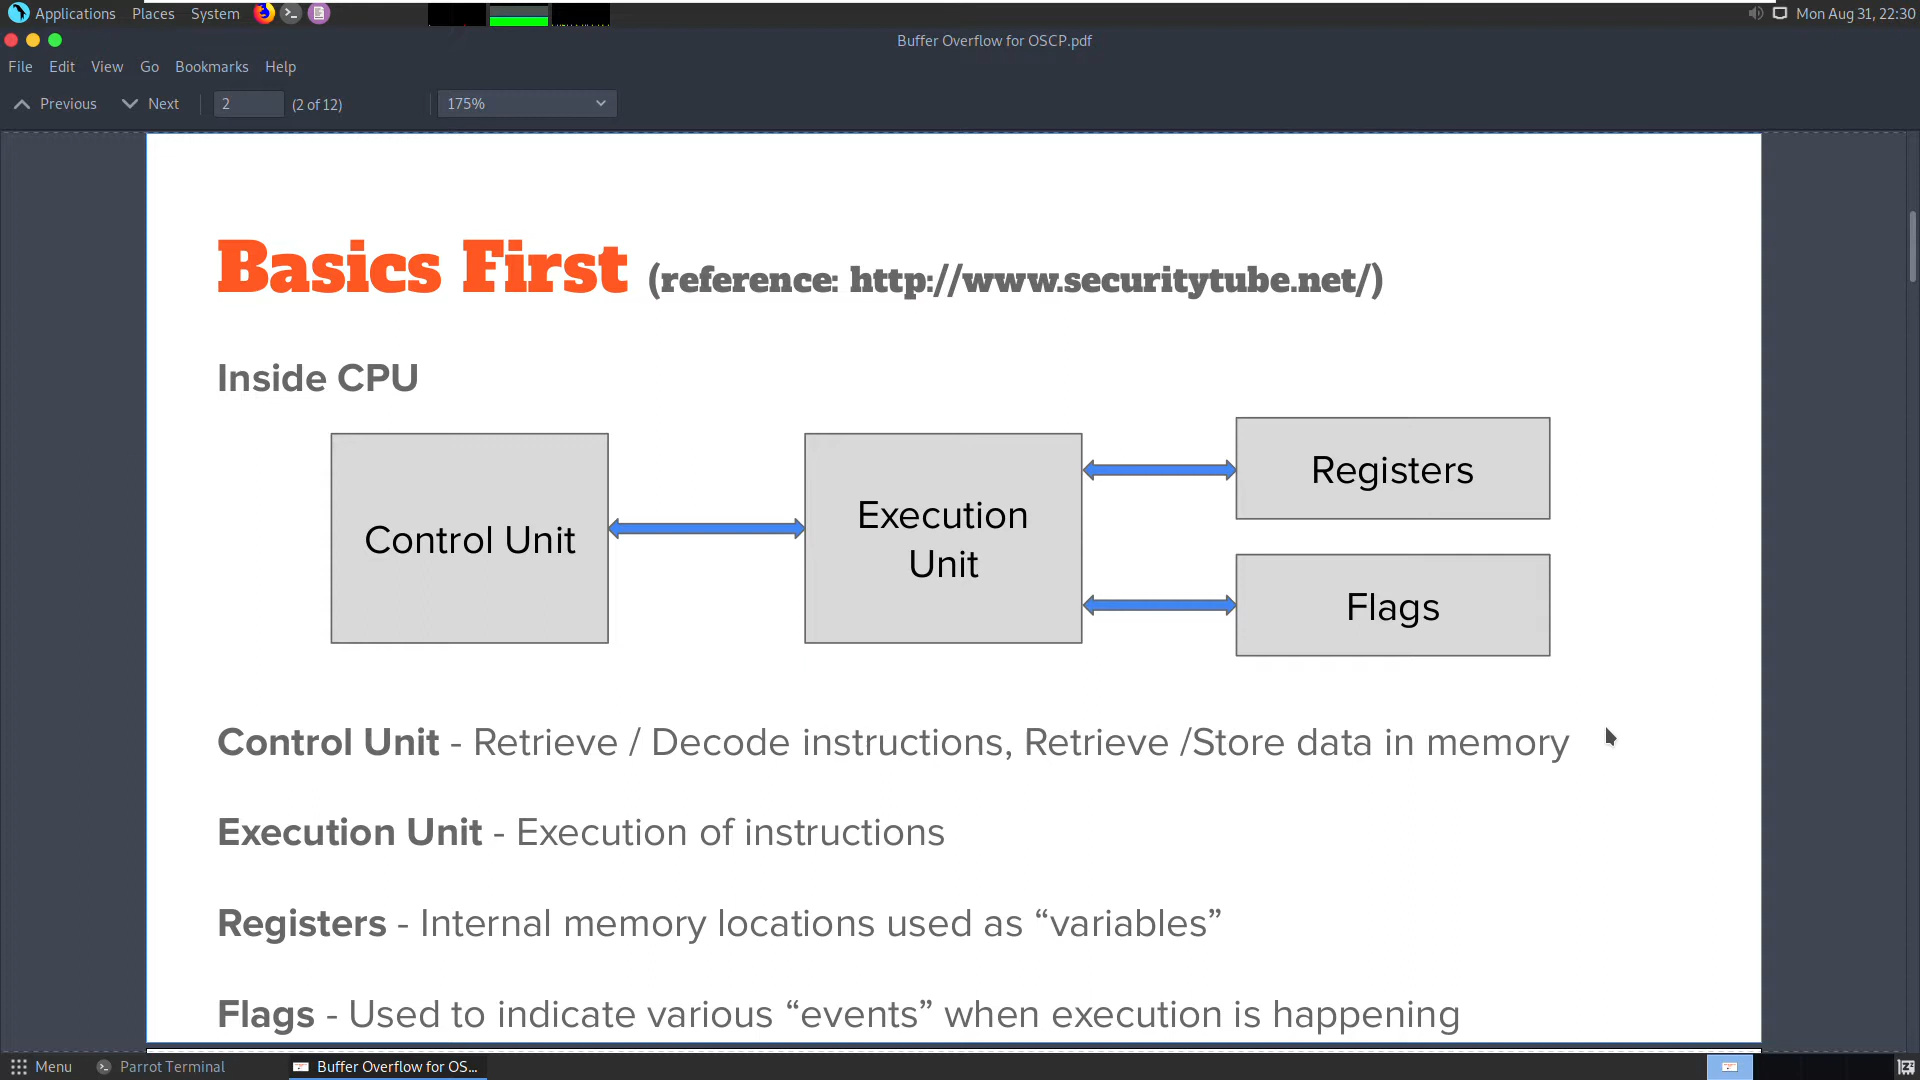 Applications Places System Mon Aug 31, 22:30
Buffer Overflow for OSCP.pdf
File Edit View Go Bookmarks Help
Previous Next 2 (2 of 12) 175%
Basics First (reference: http://www.securitytube.net/)
Inside CPU
Control Unit
Execution
Unit
Registers
Flags
Control Unit - Retrieve / Decode instructions, Retrieve /Store data in memory
Execution Unit - Execution of instructions
Registers - Internal memory locations used as “variables”
Flags - Used to indicate various “events” when execution is happening
Menu Parrot Terminal Buffer Overflow for OS...